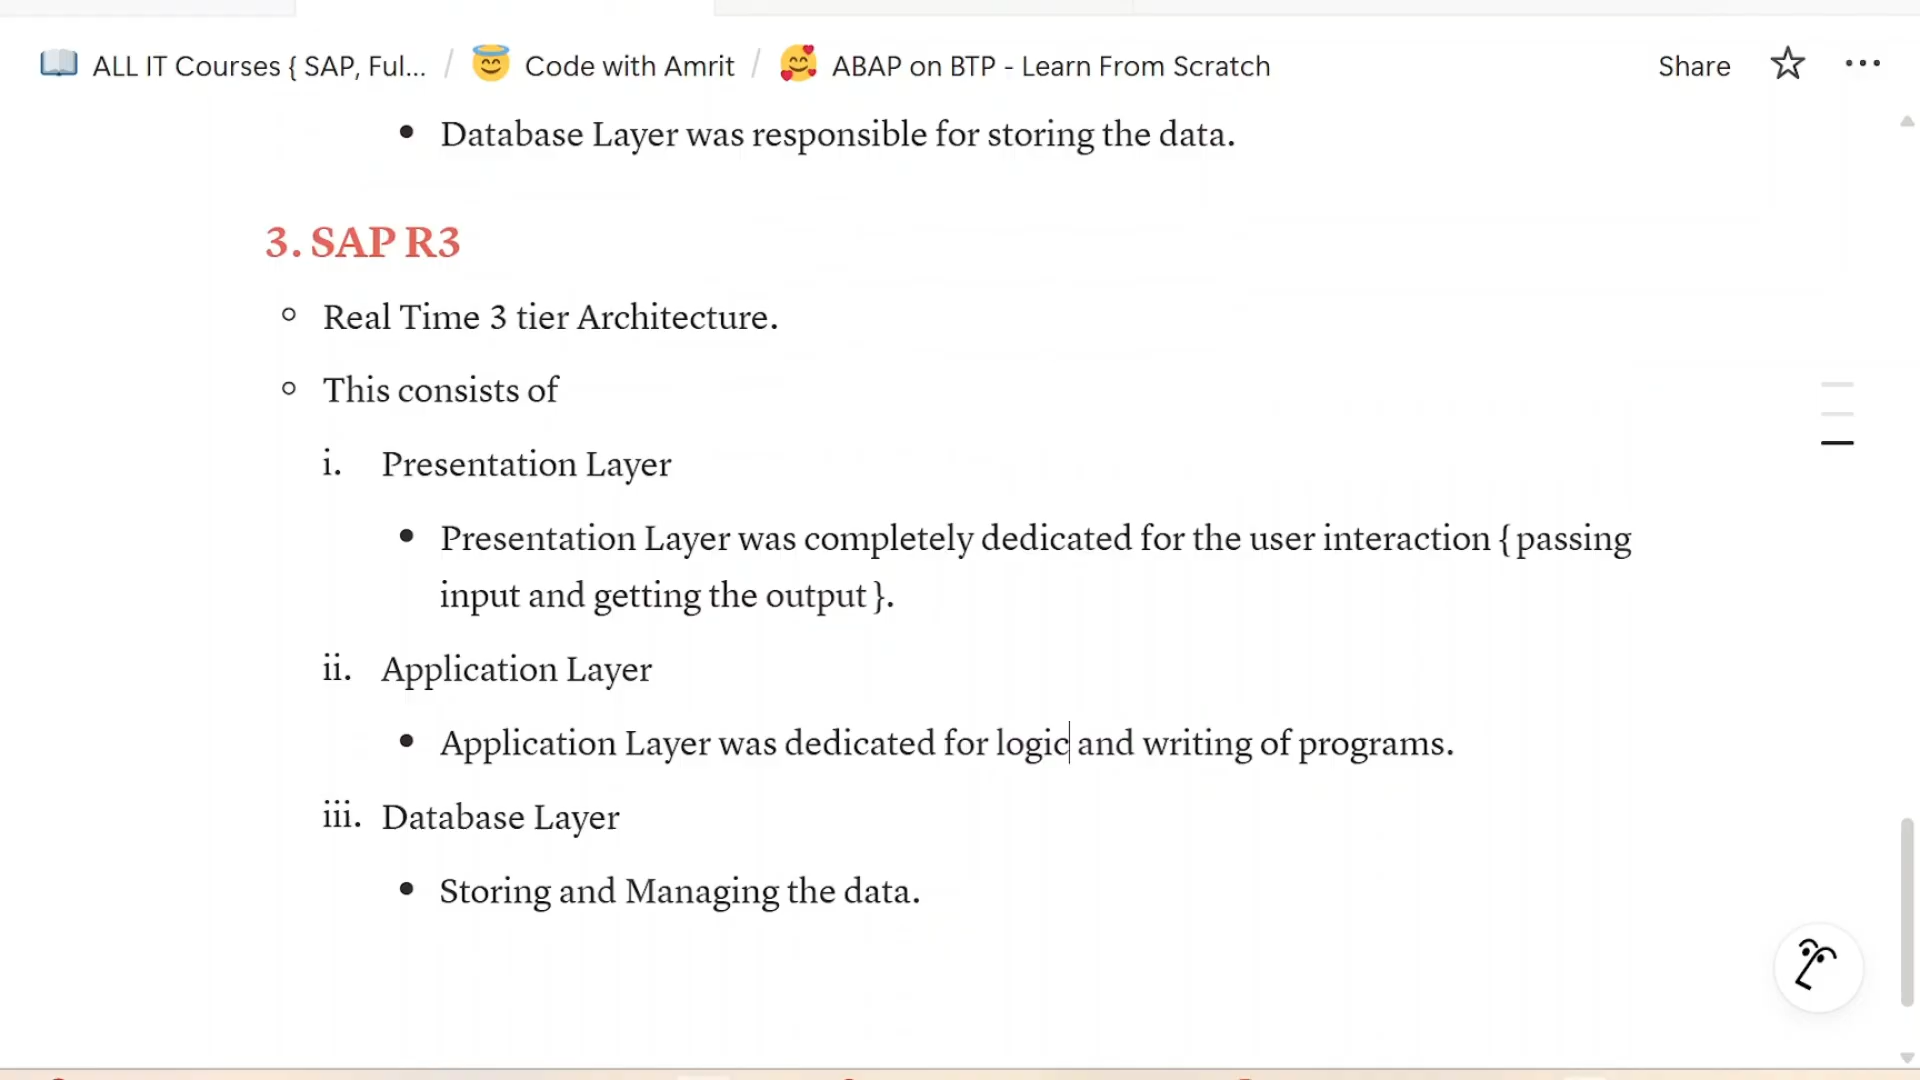 ALL IT Courses { SAP, Ful... / Code with Amrit / ABAP on BTP - Learn From Scratch Share
Database Layer was responsible for storing the data.
3. SAP R3
Real Time 3 tier Architecture.
This consists of
i. Presentation Layer
Presentation Layer was completely dedicated for the user interaction { passing
input and getting the output }.
ii. Application Layer
Application Layer was dedicated for logic and writing of programs.
iii. Database Layer
Storing and Managing the data.